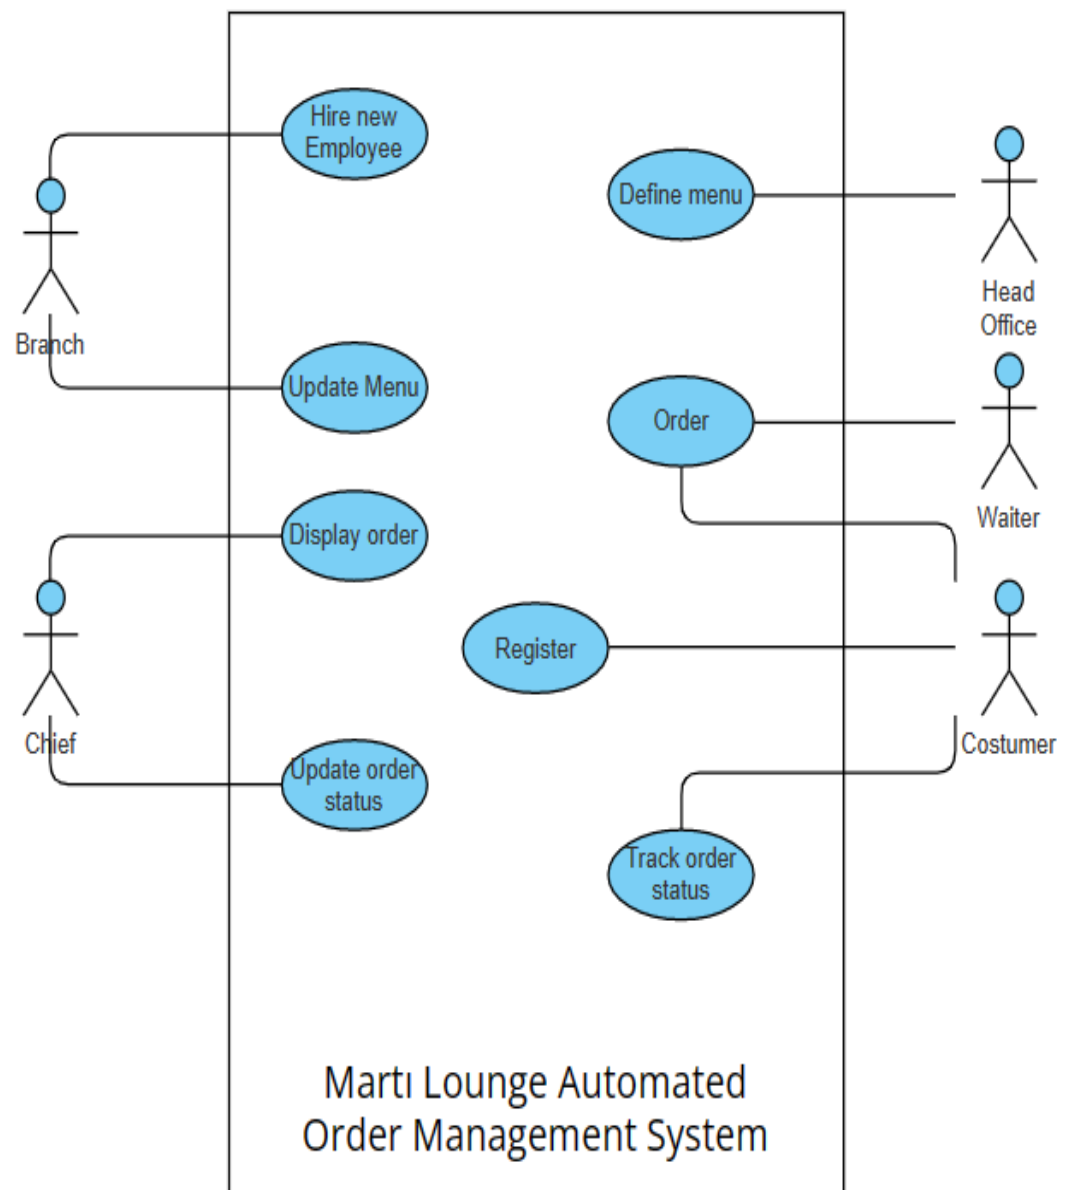 Hire new
Employee
Define menu
Head
Office
Branch
Update Menu
Order
Waiter
Display order
Register
Chief
Costumer
Update order
status
Track order
status
Martı Lounge Automated
Order Management System